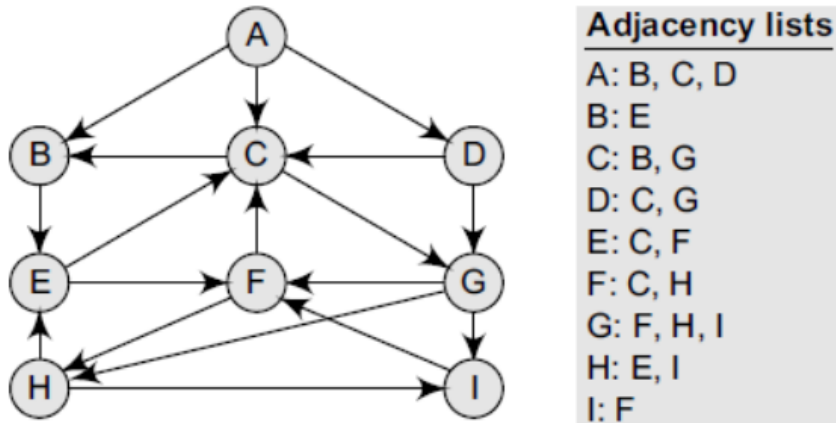 A
B C D
E F G
H I
Adjacency lists
A: B, C, D
B: E
C: B, G
D: C, G
E: C, F
F: C, H
G: F, H, I
H: E, I
I: F